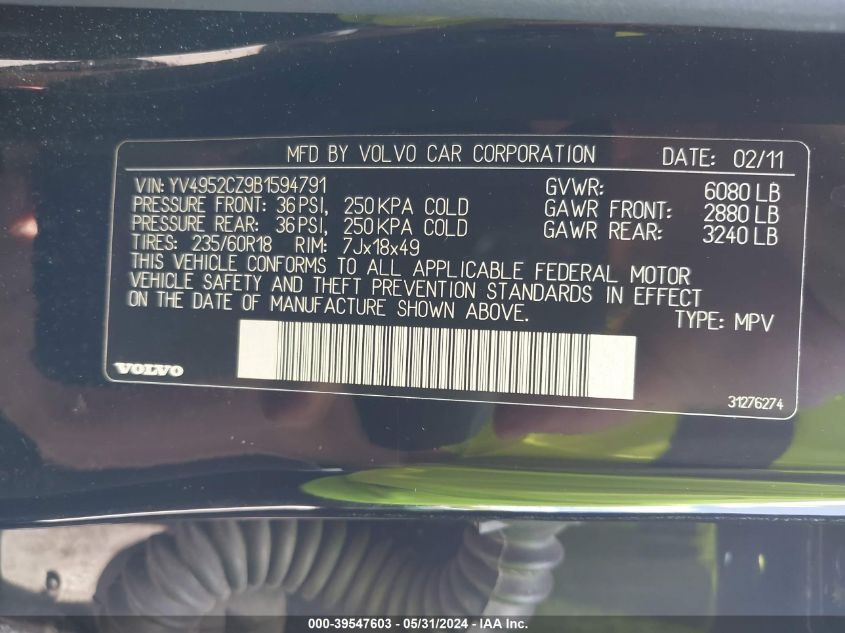 MFD BY VOLVO CAR CORPORATION DATE: 02/11
VIN: YV4952CZ9B1594791 GVWR: 6080 LB
PRESSURE FRONT: 36PSI, 250KPA COLD GAWR FRONT: 2880 LB
PRESSURE REAR: 36PSI, 250KPA COLD GAWR REAR: 3240 LB
TIRES: 235/60R18 RIM: 7Jx18x49
THIS VEHICLE CONFORMS TO ALL APPLICABLE FEDERAL MOTOR
VEHICLE SAFETY AND THEFT PREVENTION STANDARDS IN EFFECT
ON THE DATE OF MANUFACTURE SHOWN ABOVE.
TYPE: MPV
VOLVO
31276274
000-39547603 - 05/31/2024 - IAA Inc.